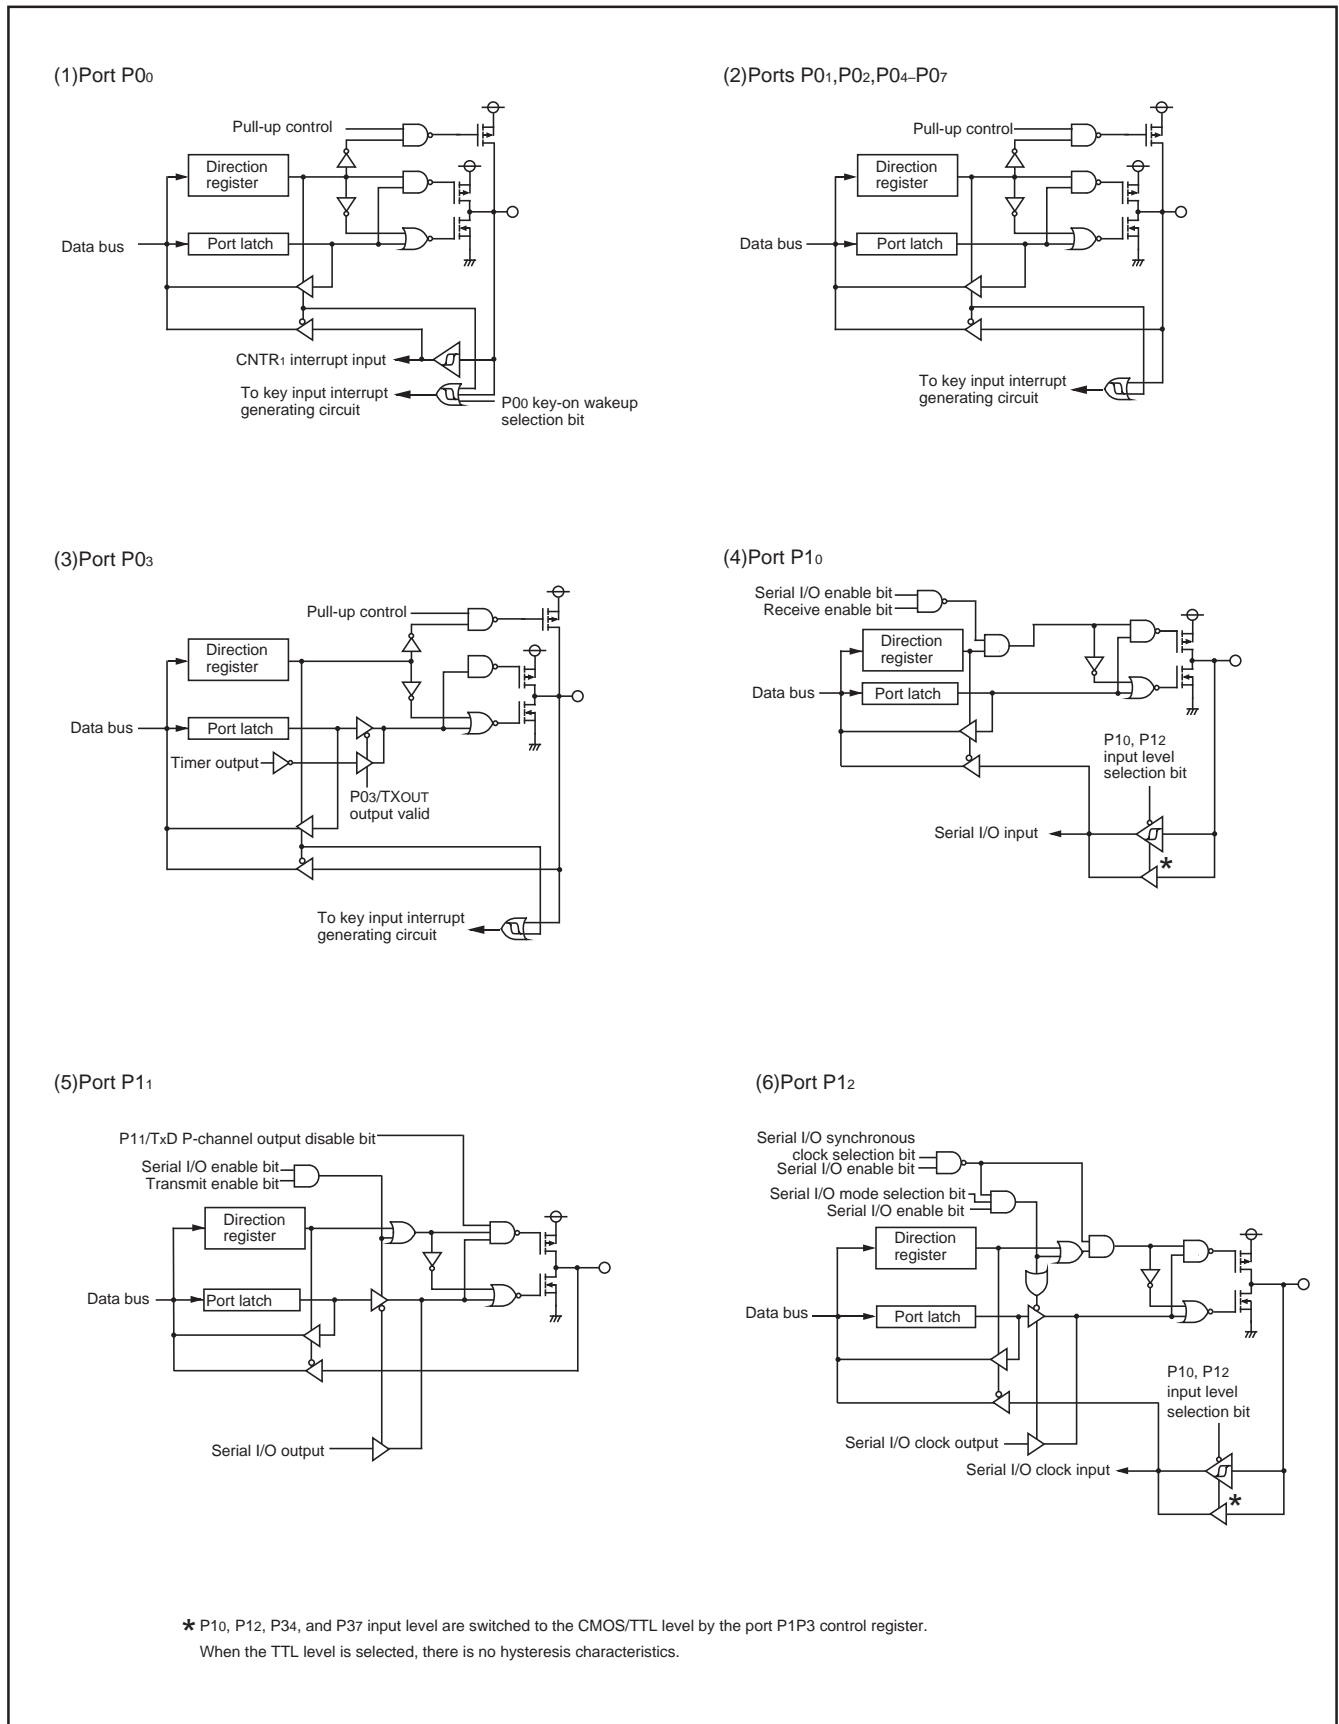 (1)Port P00
Pull-up control
Direction
register
Data bus
Port latch
CNTR1 interrupt input
To key input interrupt
generating circuit
P00 key-on wakeup
selection bit
(2)Ports P01,P02,P04–P07
Pull-up control
Direction
register
Data bus
Port latch
To key input interrupt
generating circuit
(3)Port P03
Pull-up control
Direction
register
Data bus
Port latch
Timer output
P03/TXOUT
output valid
To key input interrupt
generating circuit
(4)Port P10
Serial I/O enable bit
Receive enable bit
Direction
register
Data bus
Port latch
P10, P12
input level
selection bit
Serial I/O input
*
(5)Port P11
P11/TxD P-channel output disable bit
Serial I/O enable bit
Transmit enable bit
Direction
register
Data bus
Port latch
Serial I/O output
(6)Port P12
Serial I/O synchronous
clock selection bit
Serial I/O enable bit
Serial I/O mode selection bit
Serial I/O enable bit
Direction
register
Data bus
Port latch
P10, P12
input level
selection bit
Serial I/O clock output
Serial I/O clock input
*
* P10, P12, P34, and P37 input level are switched to the CMOS/TTL level by the port P1P3 control register.
When the TTL level is selected, there is no hysteresis characteristics.